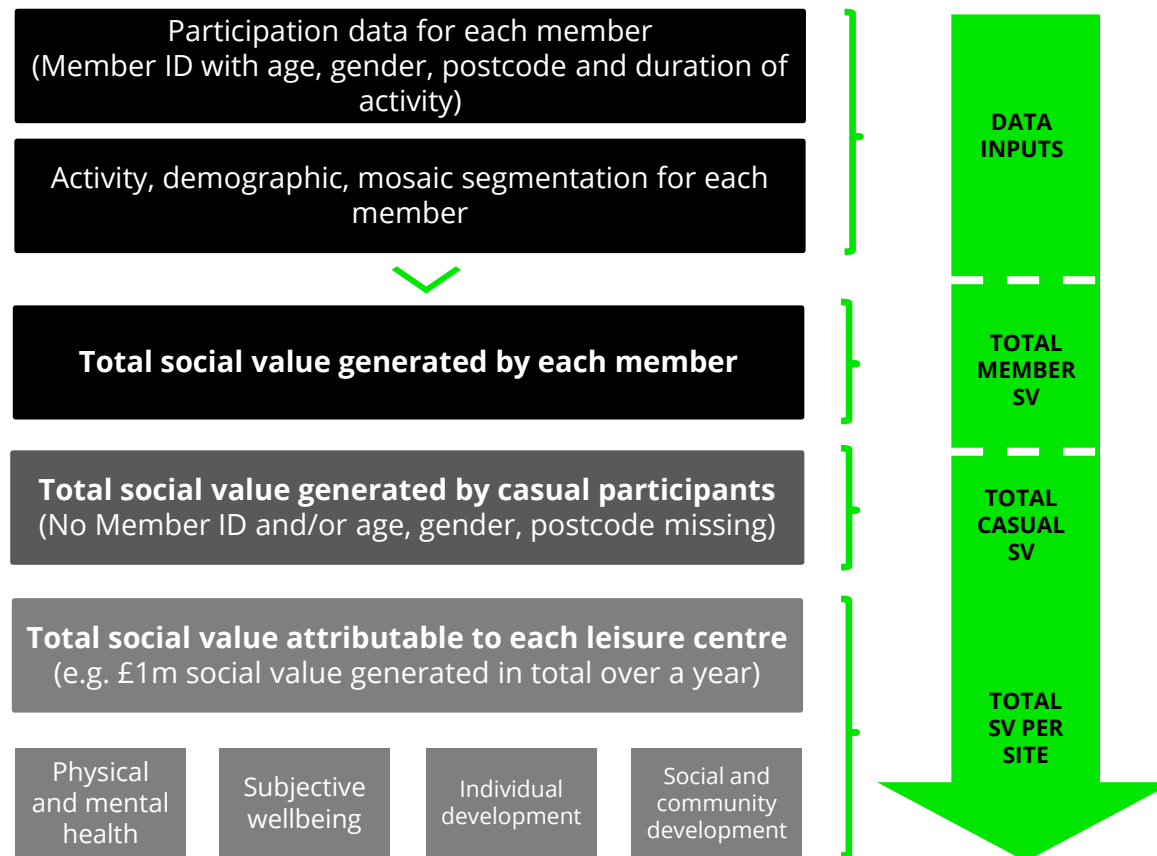 Participation data for each member
(Member ID with age, gender, postcode and duration of
activity)
DATA
INPUTS
Activity, demographic, mosaic segmentation for each
member
Total social value generated by each member
TOTAL
MEMBER
SV
Total social value generated by casual participants
(No Member ID and/or age, gender, postcode missing)
TOTAL
CASUAL
SV
Total social value attributable to each leisure centre
(e.g. £1m social value generated in total over a year)
TOTAL
SV PER
SITE
Physical
and mental
health
Subjective
wellbeing
Individual
development
Social and
community
development